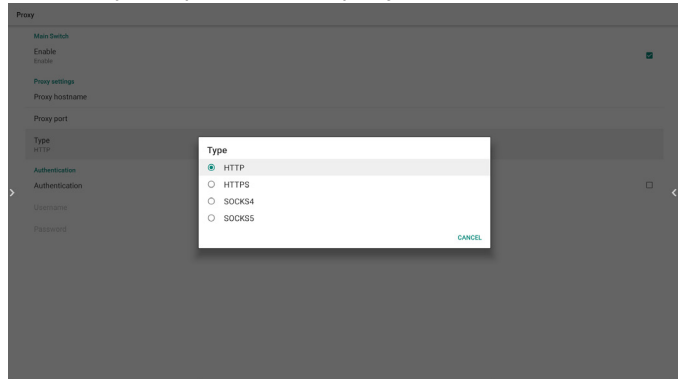 Proxy
Main Switch
Enable
Enable
Proxy settings
Proxy hostname
Proxy port
Type
HTTP
Authentication
Authentication
Username
Password
Type
HTTP
HTTPS
SOCKS4
SOCKS5
CANCEL